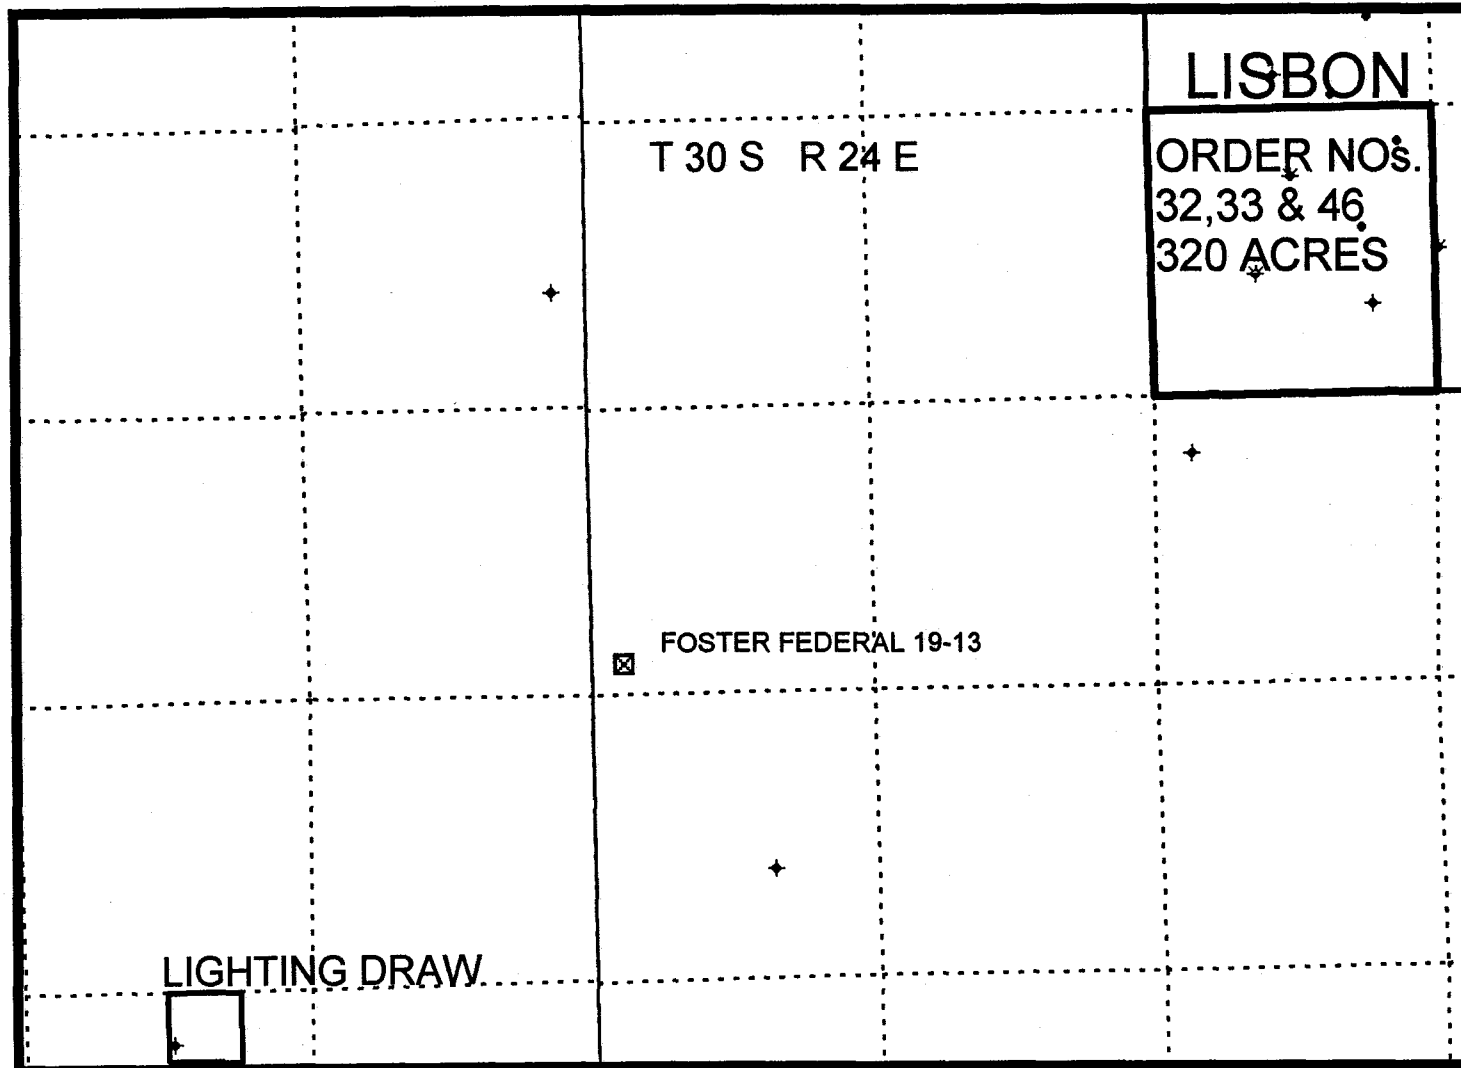 LISBON
T 30 S R 24 E
ORDER NOs.
32,33 & 46
320 ACRES
FOSTER FEDERAL 19-13
LIGHTING DRAW